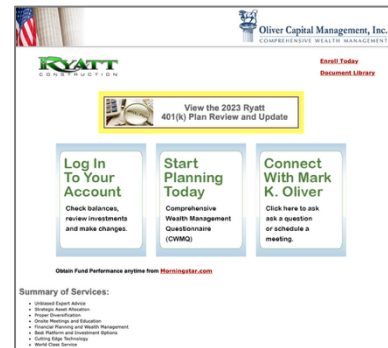 Oliver Capital Management, Inc.
COMPREHENSIVE WEALTH MANAGEMENT
RYATT
CONSTRUCTION
Enroll Today
Document Library
View the 2023 Ryatt
401(k) Plan Review and Update
Log In
To Your
Account
Check balances,
review investments
and make changes.
Start
Planning
Today
Comprehensive
Wealth Management
Questionnaire
(CWMQ)
Connect
With Mark
K. Oliver
Click here to ask
ask a question
or schedule a
meeting.
Obtain Fund Performance anytime from Morningstar.com
Summary of Services:
Unbiased Expert Advice
Strategic Asset Allocation
Proper Diversification
Onsite Meetings and Education
Financial Planning and Wealth Management
Best Platform and Investment Options
Cutting Edge Technology
World Class Service